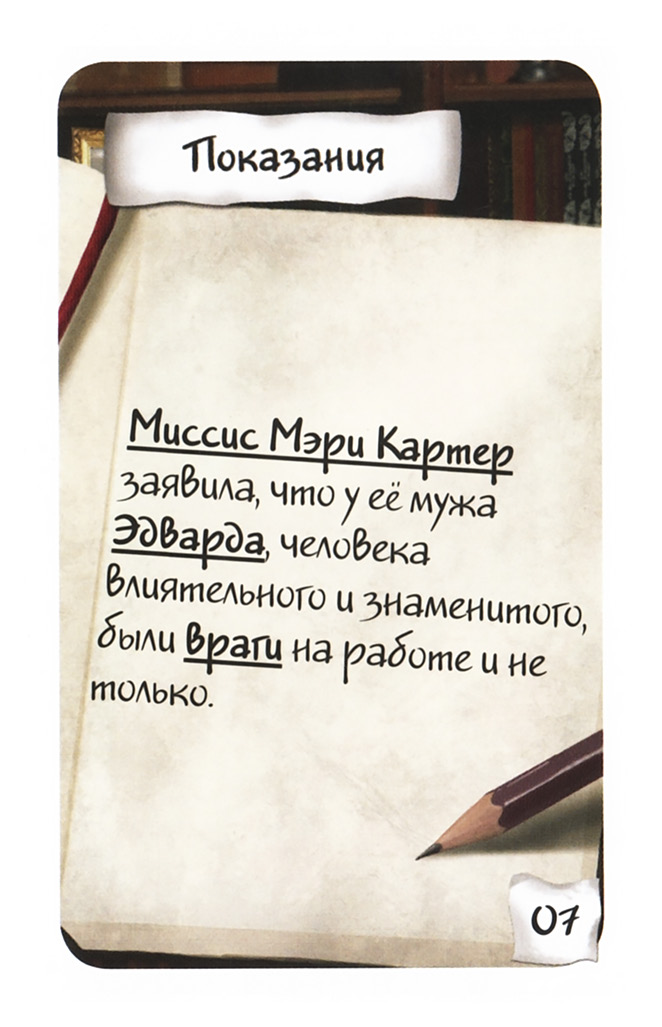 Показания
Миссис Мэри Картер
заявила, что у её мужа
Эдварда, человека
влиятельного и знаменитого,
были враги на работе и не
только.
07